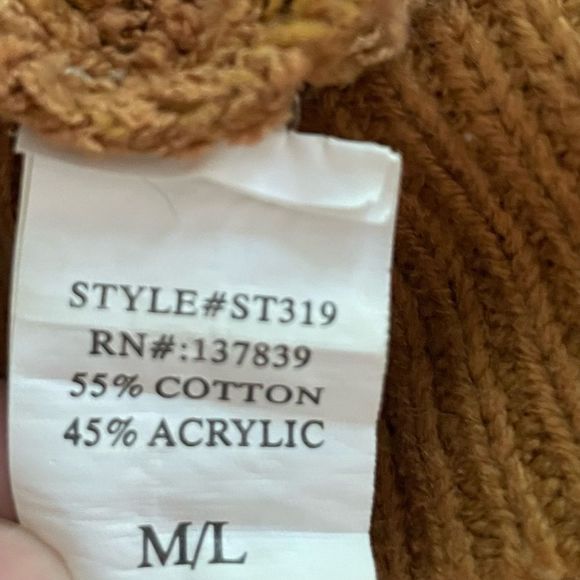 STYLE#ST319
RN#:137839
55% COTTON
45% ACRYLIC
M/L